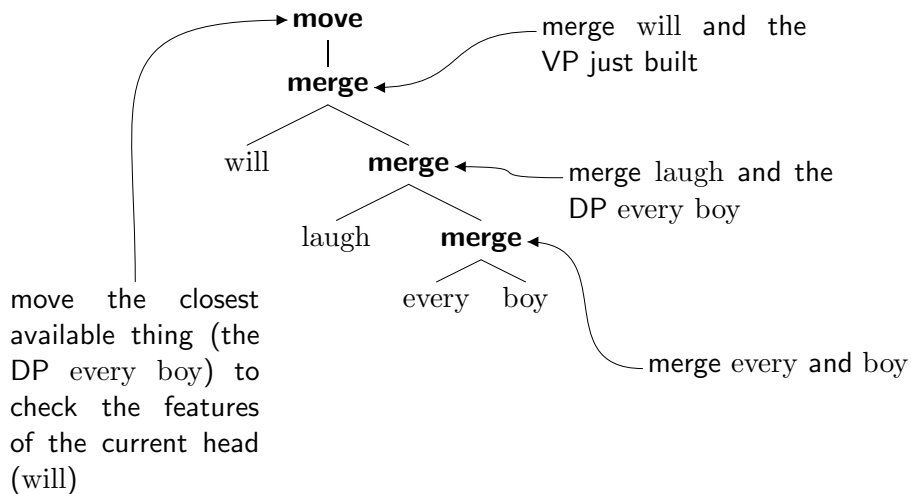 move
merge will and the
VP just built
merge
will
merge
merge laugh and the
DP every boy
laugh
merge
every boy
move the closest
available thing (the
DP every boy) to
check the features
of the current head
(will)
merge every and boy